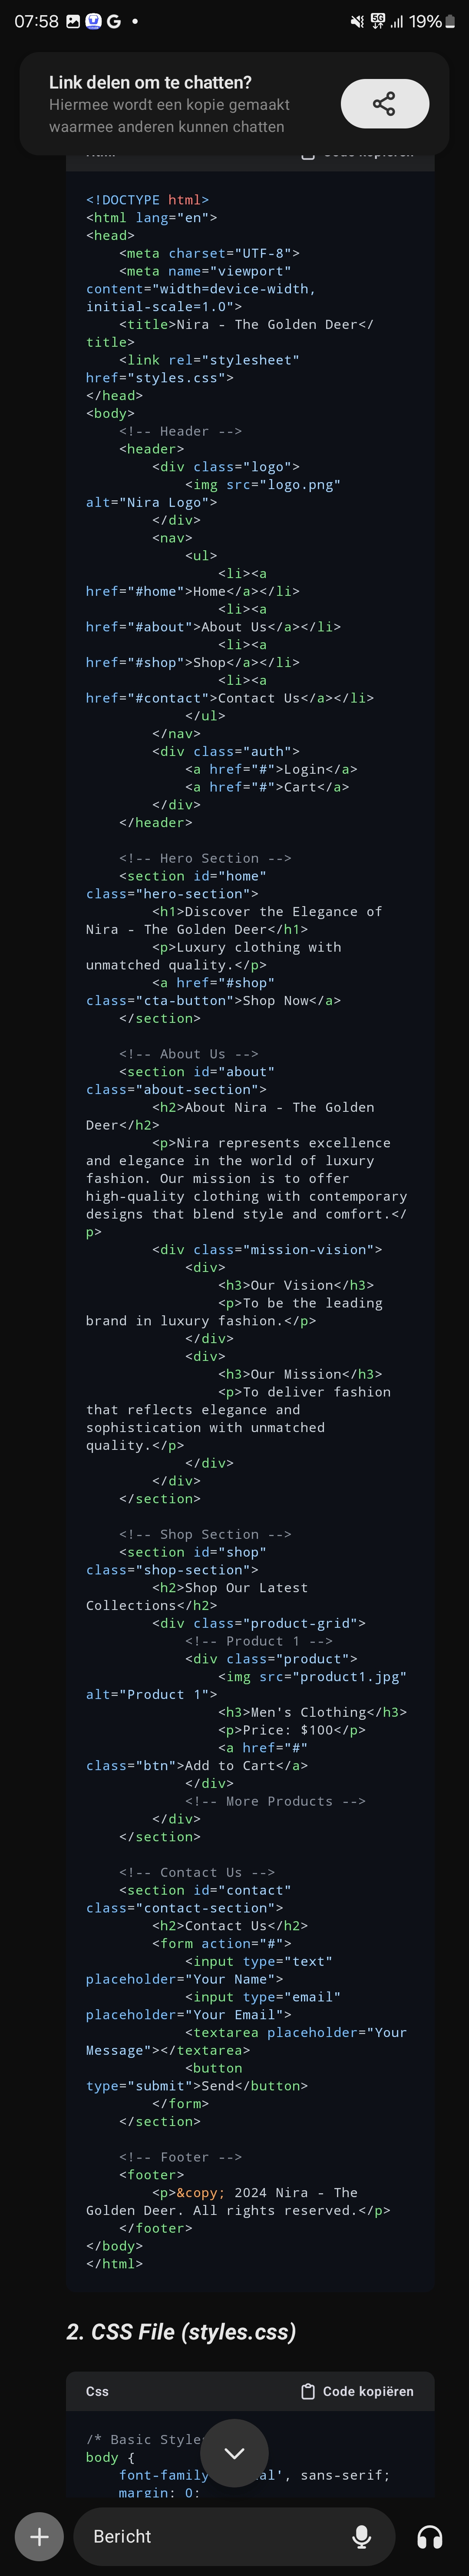 07:58
5G
19%
Link delen om te chatten?
Hiermee wordt een kopie gemaakt
waarmee anderen kunnen chatten
<!DOCTYPE html>
<html lang="en">
<head>
    <meta charset="UTF-8">
    <meta name="viewport"
content="width=device-width,
initial-scale=1.0">
    <title>Nira - The Golden Deer</
title>
    <link rel="stylesheet"
href="styles.css">
</head>
<body>
    <!-- Header -->
    <header>
        <div class="logo">
            <img src="logo.png"
alt="Nira Logo">
        </div>
        <nav>
            <ul>
                <li><a
href="#home">Home</a></li>
                <li><a
href="#about">About Us</a></li>
                <li><a
href="#shop">Shop</a></li>
                <li><a
href="#contact">Contact Us</a></li>
            </ul>
        </nav>
        <div class="auth">
            <a href="#">Login</a>
            <a href="#">Cart</a>
        </div>
    </header>
    <!-- Hero Section -->
    <section id="home"
class="hero-section">
        <h1>Discover the Elegance of
Nira - The Golden Deer</h1>
        <p>Luxury clothing with
unmatched quality.</p>
        <a href="#shop"
class="cta-button">Shop Now</a>
    </section>
    <!-- About Us -->
    <section id="about"
class="about-section">
        <h2>About Nira - The Golden
Deer</h2>
        <p>Nira represents excellence
and elegance in the world of luxury
fashion. Our mission is to offer
high-quality clothing with contemporary
designs that blend style and comfort.</
p>
        <div class="mission-vision">
            <div>
                <h3>Our Vision</h3>
                <p>To be the leading
brand in luxury fashion.</p>
            </div>
            <div>
                <h3>Our Mission</h3>
                <p>To deliver fashion
that reflects elegance and
sophistication with unmatched
quality.</p>
            </div>
        </div>
    </section>
    <!-- Shop Section -->
    <section id="shop"
class="shop-section">
        <h2>Shop Our Latest
Collections</h2>
        <div class="product-grid">
            <!-- Product 1 -->
            <div class="product">
                <img src="product1.jpg"
alt="Product 1">
                <h3>Men's Clothing</h3>
                <p>Price: $100</p>
                <a href="#"
class="btn">Add to Cart</a>
            </div>
            <!-- More Products -->
        </div>
    </section>
    <!-- Contact Us -->
    <section id="contact"
class="contact-section">
        <h2>Contact Us</h2>
        <form action="#">
            <input type="text"
placeholder="Your Name">
            <input type="email"
placeholder="Your Email">
            <textarea placeholder="Your
Message"></textarea>
            <button
type="submit">Send</button>
        </form>
    </section>
    <!-- Footer -->
    <footer>
        <p>&copy; 2024 Nira - The
Golden Deer. All rights reserved.</p>
    </footer>
</body>
</html>
2. CSS File (styles.css)
Css
Code kopiëren
/* Basic Style
body {
    font-family al', sans-serif;
    margin: 0;
Bericht